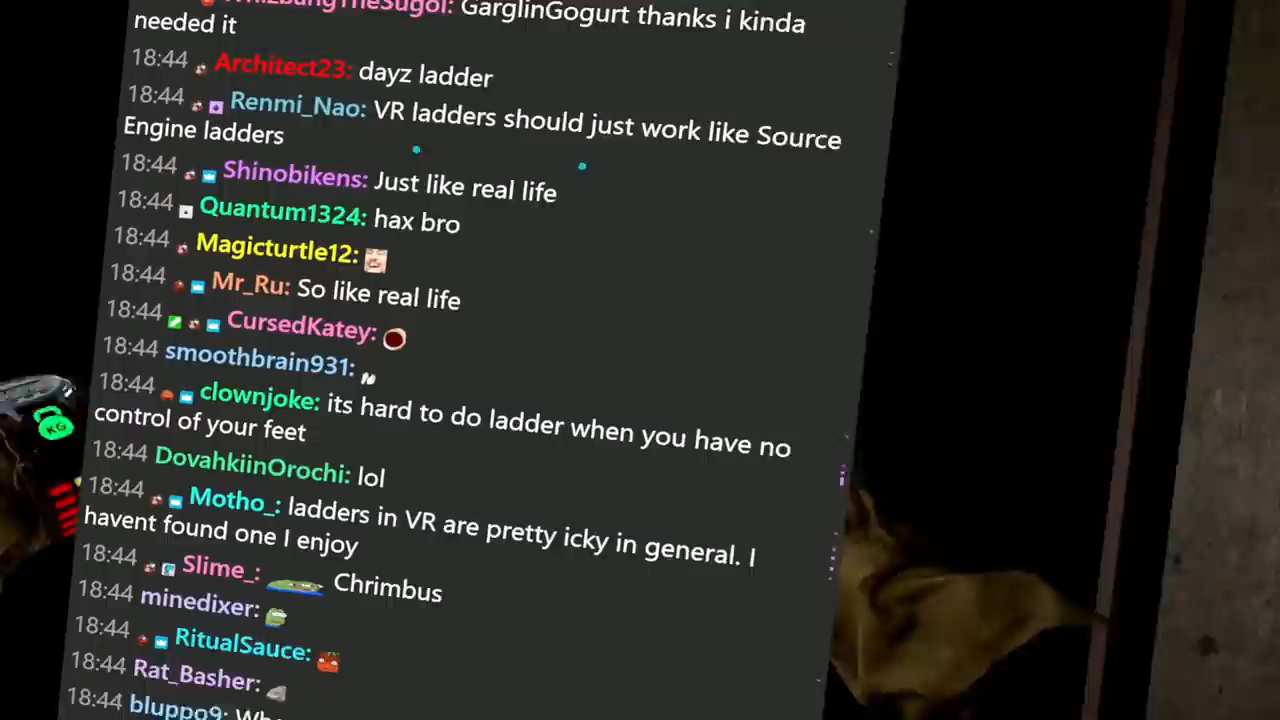 WhizbangTheSugoi: GarglinGogurt thanks i kinda
needed it
18:44 Architect23: dayz ladder
18:44 Renmi_Nao: VR ladders should just work like Source
Engine ladders
18:44 Shinobikens: Just like real life
18:44 Quantum1324: hax bro
18:44 Magicturtle12:
18:44 Mr_Ru: So like real life
18:44 CursedKatey:
18:44 smoothbrain931:
18:44 clownjoke: its hard to do ladder when you have no
control of your feet
18:44 DovahkiinOrochi: lol
18:44 Motho_: ladders in VR are pretty icky in general. I
havent found one I enjoy
18:44 Slime_: Chrimbus
18:44 minedixer:
18:44 RitualSauce:
18:44 Rat_Basher:
18:44 bluppo9:
KG